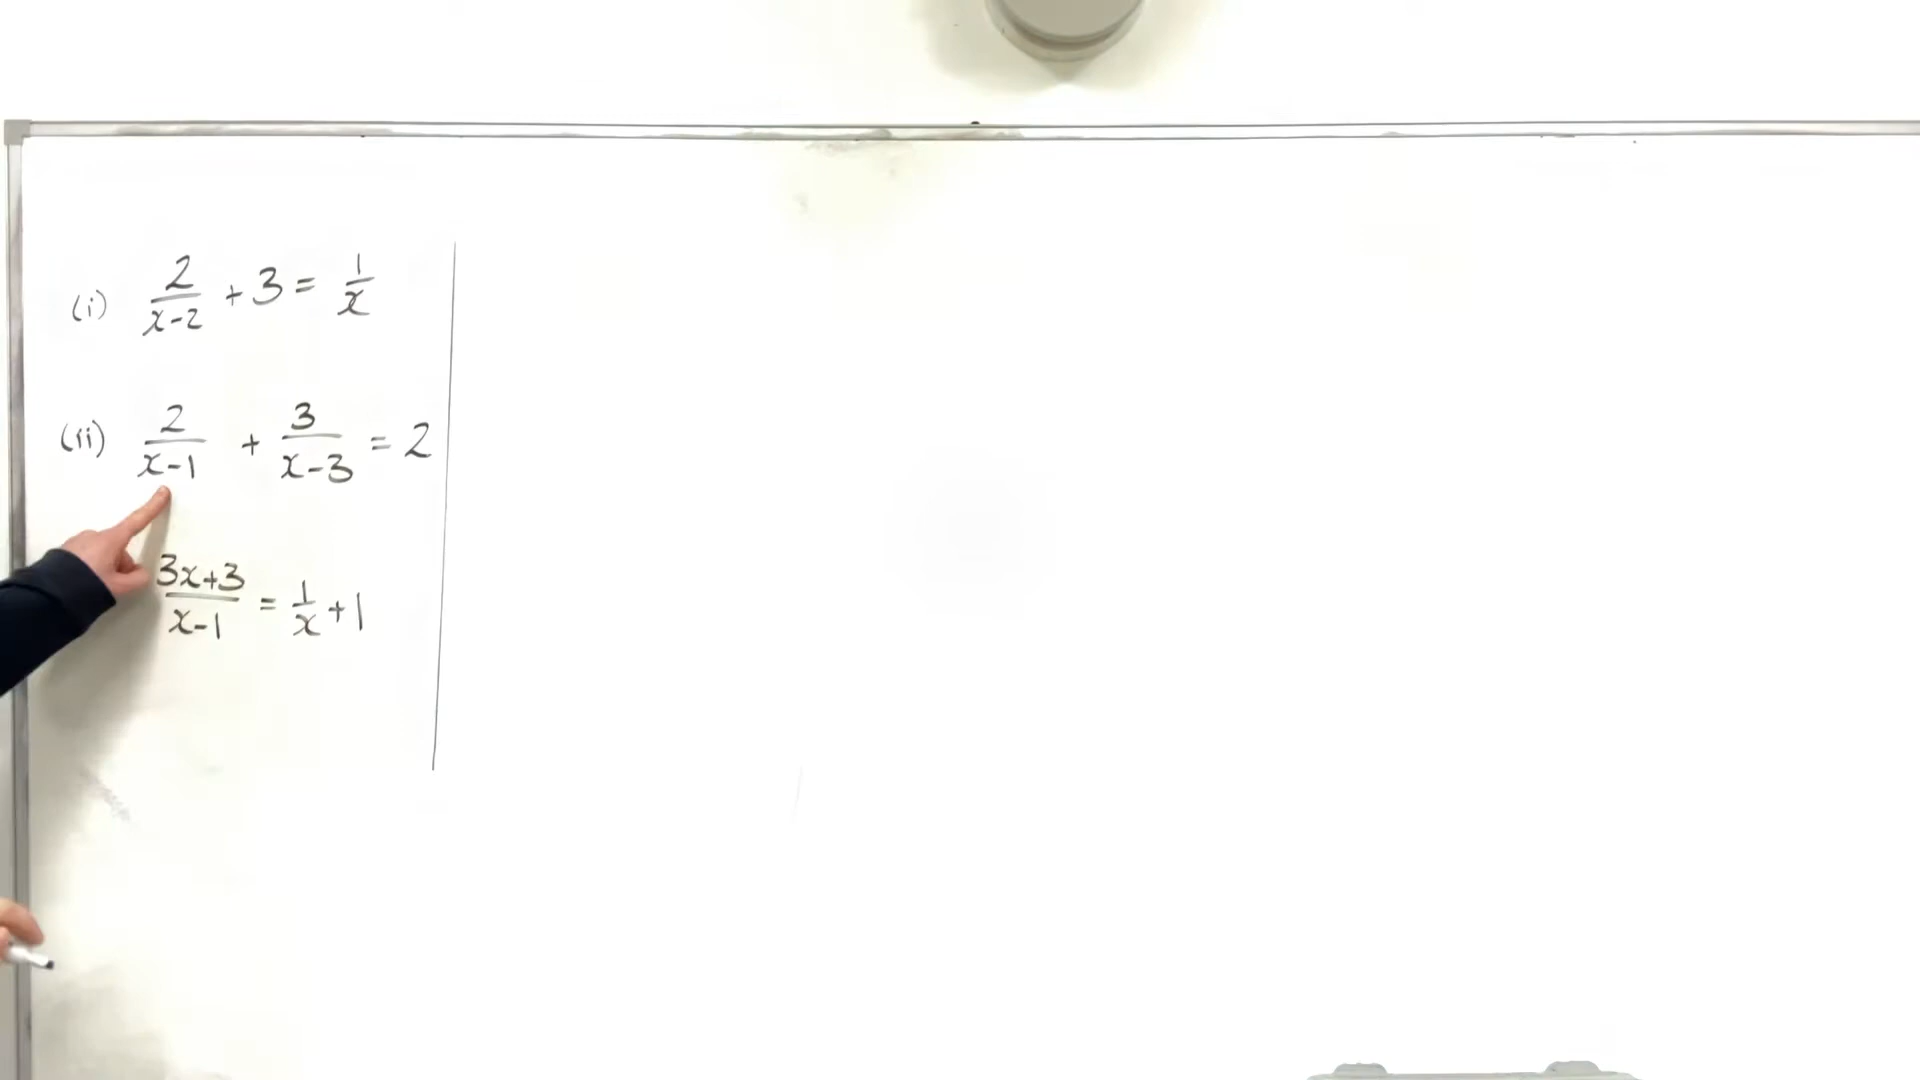 (i) 2/(x-2) + 3 = 1/x
(ii) 2/(x-1) + 3/(x-3) = 2
(3x+3)/(x-1) = 1/x + 1